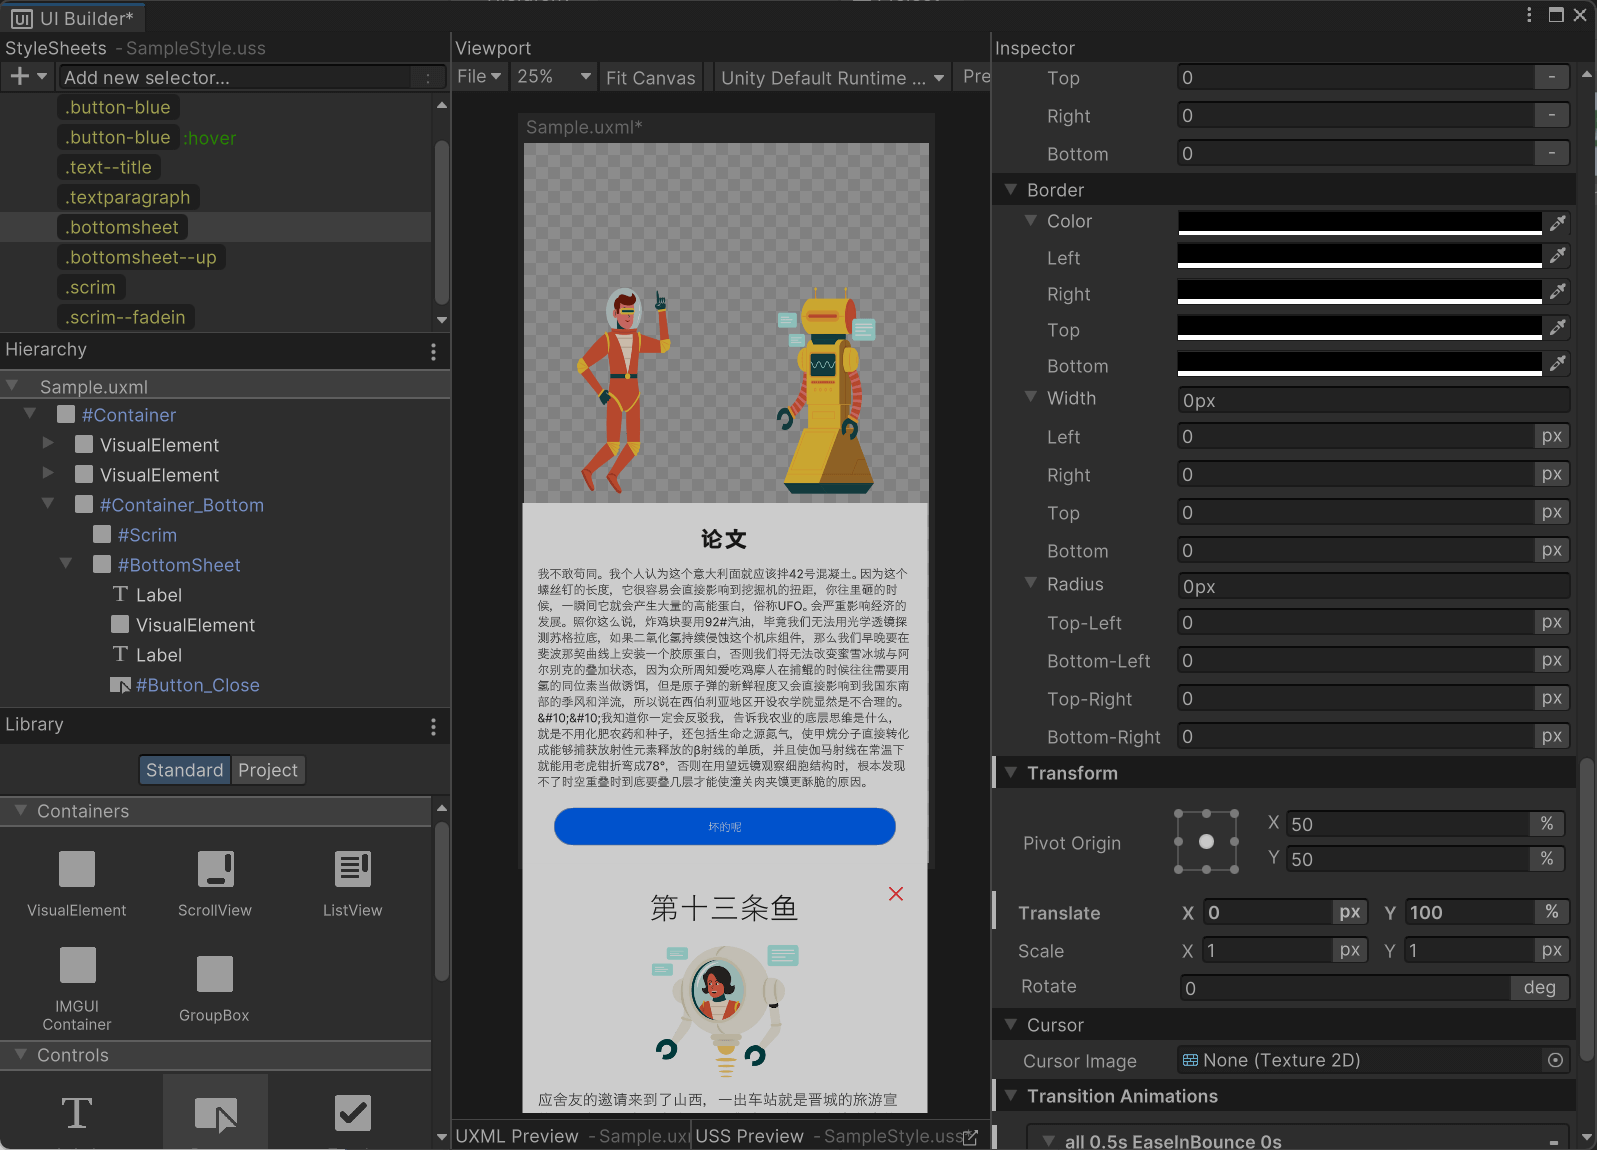 UI Builder*
StyleSheets - SampleStyle.uss
Add new selector...
.button-blue
.button-blue :hover
.text--title
.textparagraph
.bottomsheet
.bottomsheet--up
.scrim
.scrim--fadein
Hierarchy
Sample.uxml
#Container
VisualElement
VisualElement
#Container_Bottom
#Scrim
#BottomSheet
Label
VisualElement
Label
#Button_Close
Library
Standard Project
Containers
VisualElement
ScrollView
ListView
IMGUI
Container
GroupBox
Controls
Viewport
File 25% Fit Canvas Unity Default Runtime ... Pre
Sample.uxml*
论文
我不敢苟同。我个人认为这个意大利面就应该拌42号混凝土。因为这个
螺丝钉的长度，它很容易会直接影响到挖掘机的扭距，你往里砸的时
候，一瞬间它就会产生大量的高能蛋白，俗称UFO。会严重影响经济的
发展。照你这么说，炸鸡块要用92#汽油，毕竟我们无法用光学透镜探
测苏格拉底，如果二氧化氢持续侵蚀这个机床组件，那么我们早晚要在
斐波那契曲线上安装一个胶原蛋白，否则我们将无法改变蜜雪冰城与阿
尔别克的叠加状态，因为众所周知爱吃鸡摩人在捕鲲的时候往往需要用
氢的同位素当做诱饵，但是原子弹的新鲜程度又会直接影响到我国东南
部的季风和洋流，所以说在西伯利亚地区开设农学院显然是不合理的。
&#10;&#10;我知道你一定会反驳我，告诉我农业的底层思维是什么，
就是不用化肥农药和种子，还包括生命之源氮气，使甲烷分子直接转化
成能够捕获放射性元素释放的β射线的单质，并且使伽马射线在常温下
就能用老虎钳折弯成78°，否则在用望远镜观察细胞结构时，根本发现
不了时空重叠时到底要叠几层才能使潼关肉夹馍更酥脆的原因。
坏的呢
第十三条鱼
应舍友的邀请来到了山西，一出车站就是晋城的旅游宣
UXML Preview - Sample.ux
USS Preview - SampleStyle.uss
Inspector
Top 0 -
Right 0 -
Bottom 0 -
Border
Color
Left
Right
Top
Bottom
Width 0px
Left 0 px
Right 0 px
Top 0 px
Bottom 0 px
Radius 0px
Top-Left 0 px
Bottom-Left 0 px
Top-Right 0 px
Bottom-Right 0 px
Transform
Pivot Origin X 50 %
Y 50 %
Translate X 0 px Y 100 %
Scale X 1 px Y 1 px
Rotate 0 deg
Cursor
Cursor Image None (Texture 2D)
Transition Animations
all 0.5s EaseInBounce 0s